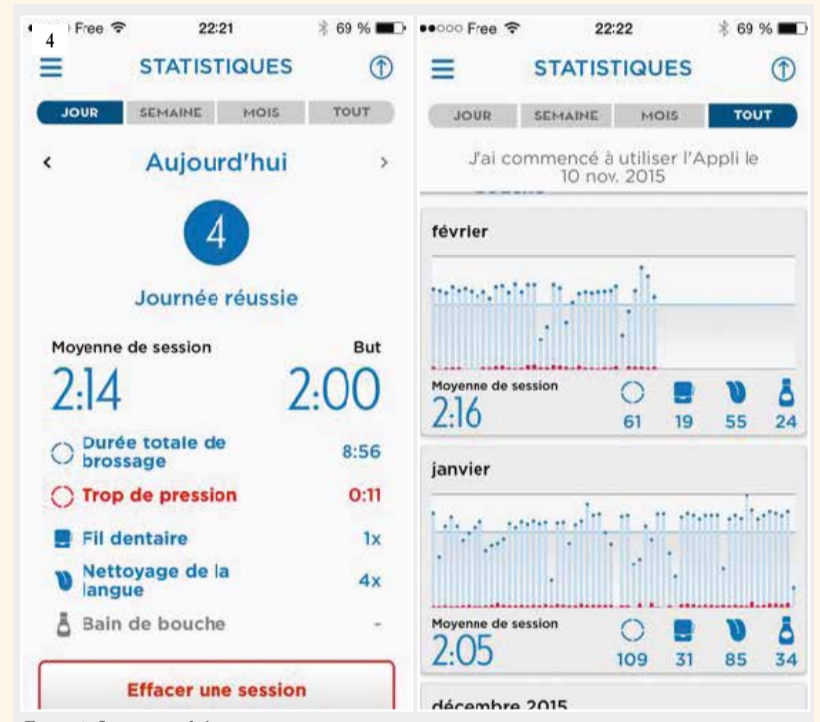 4
Free 22:21 69 %
STATISTIQUES
JOUR SEMAINE MOIS TOUT
< Aujourd'hui >
4
Journée réussie
Moyenne de session But
2:14 2:00
Durée totale de
brossage 8:56
Trop de pression 0:11
Fil dentaire 1x
Nettoyage de la
langue 4x
Bain de bouche -
Effacer une session
Free 22:22 69 %
STATISTIQUES
JOUR SEMAINE MOIS TOUT
J'ai commencé à utiliser l'Appli le
10 nov. 2015
février
Moyenne de session
2:16 61 19 55 24
janvier
Moyenne de session
2:05 109 31 85 34
décembre 2015